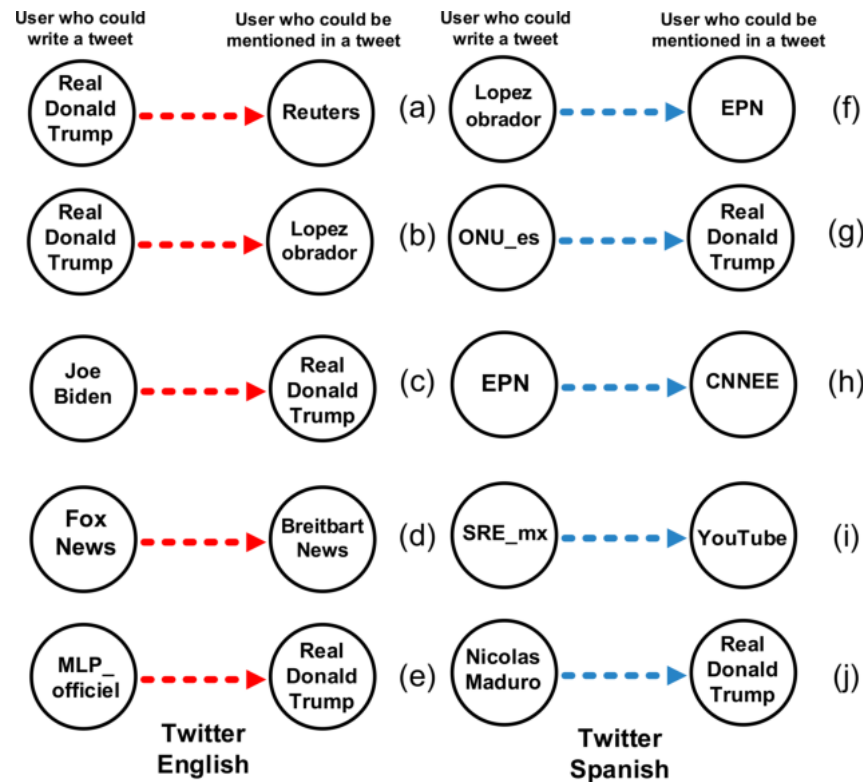 User who could
write a tweet
User who could be
mentioned in a tweet
User who could
write a tweet
User who could be
mentioned in a tweet
Real
Donald
Trump
Reuters
(a)
Lopez
obrador
EPN
(f)
Real
Donald
Trump
Lopez
obrador
(b)
ONU_es
Real
Donald
Trump
(g)
Joe
Biden
Real
Donald
Trump
(c)
EPN
CNNEE
(h)
Fox
News
Breitbart
News
(d)
SRE_mx
YouTube
(i)
MLP_
officiel
Real
Donald
Trump
(e)
Nicolas
Maduro
Real
Donald
Trump
(j)
Twitter
English
Twitter
Spanish